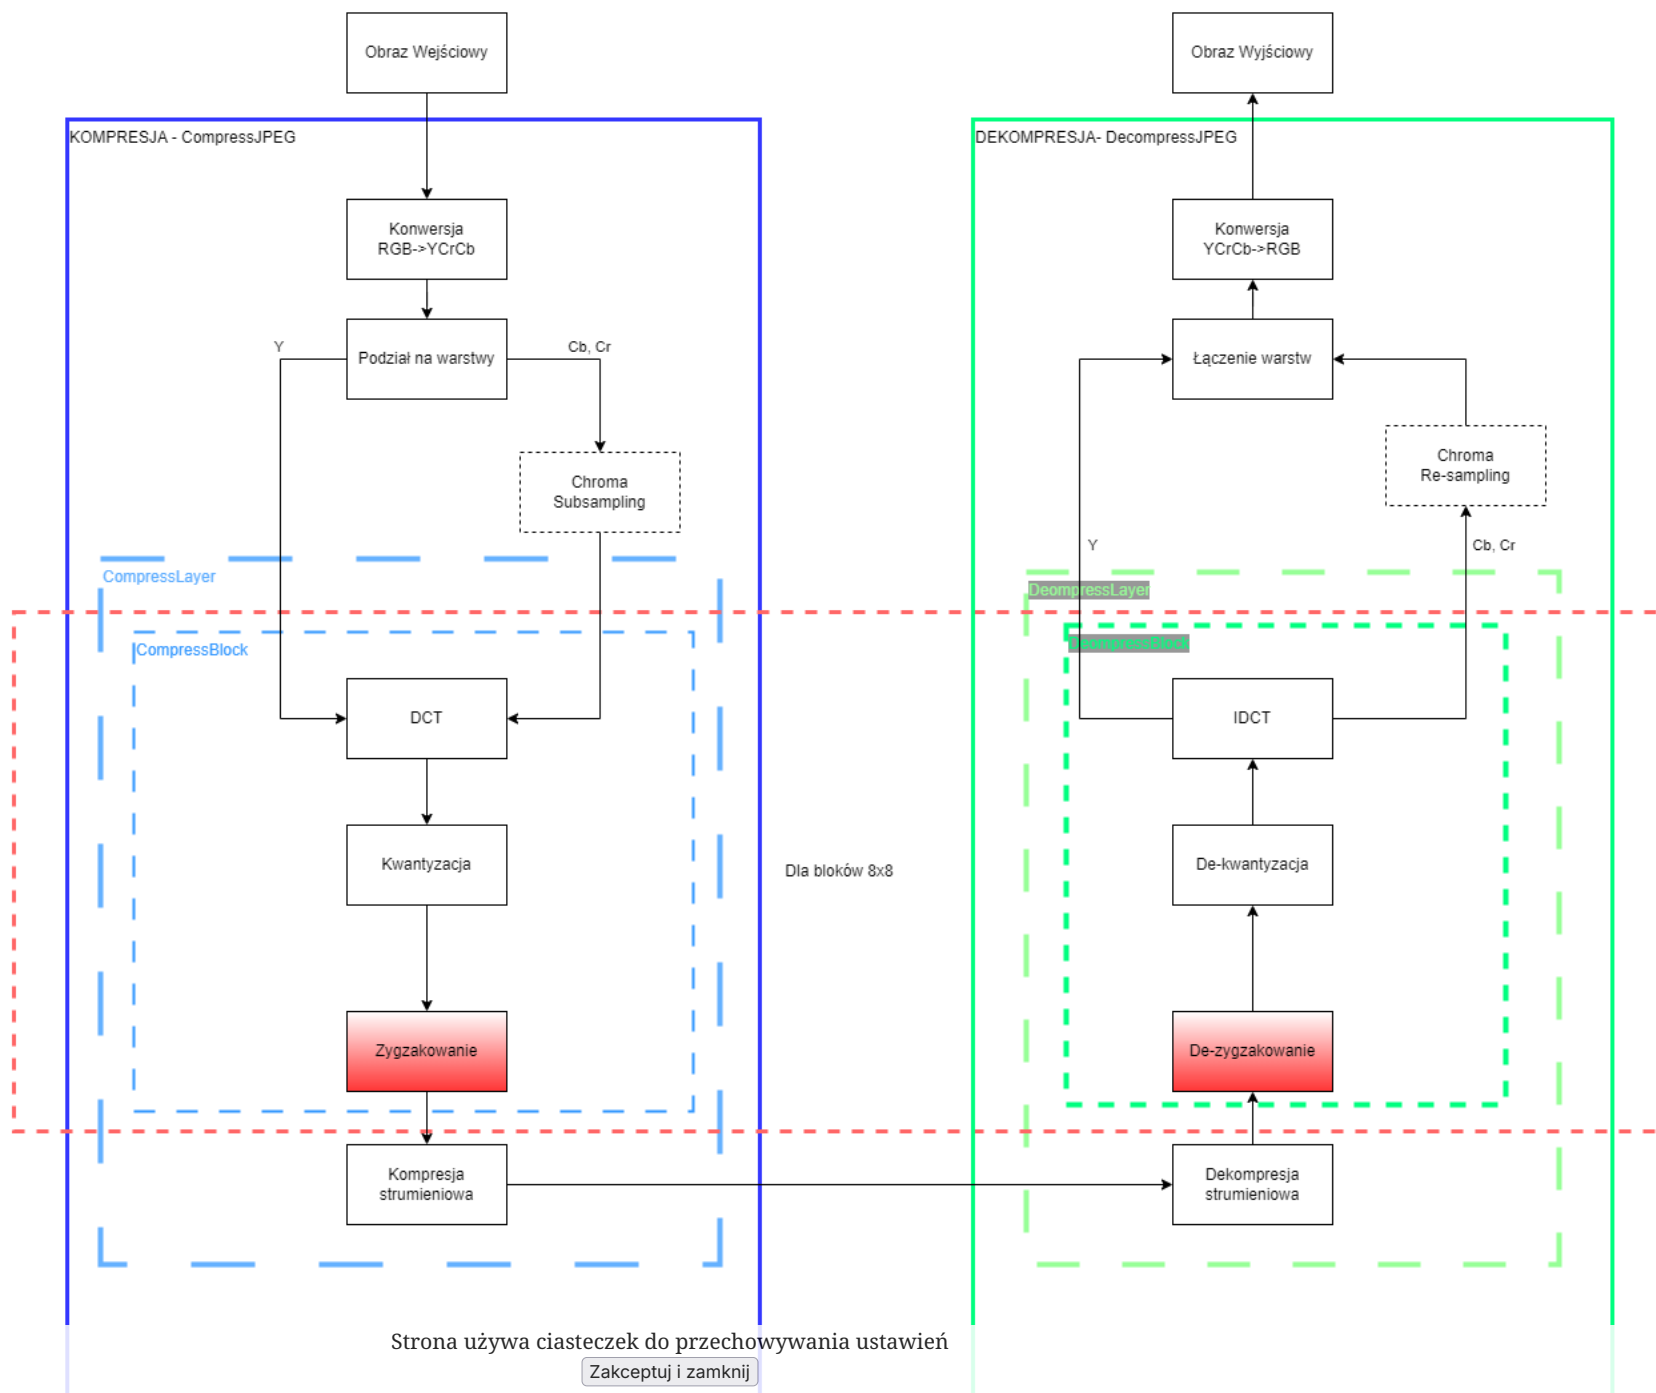 Obraz Wejściowy
Obraz Wyjściowy
KOMPRESJA - CompressJPEG
DEKOMPRESJA- DecompressJPEG
Konwersja
RGB->YCrCb
Konwersja
YCrCb->RGB
Y
Podział na warstwy
Cb, Cr
Łączenie warstw
Chroma
Subsampling
Chroma
Re-sampling
Y
Cb, Cr
CompressLayer
DeompressLayer
CompressBlock
DeompressBlock
DCT
IDCT
Kwantyzacja
Dla bloków 8x8
De-kwantyzacja
Zygzakowanie
De-zygzakowanie
Kompresja
strumieniowa
Dekompresja
strumieniowa
Strona używa ciasteczek do przechowywania ustawień
Zakceptuj i zamknij